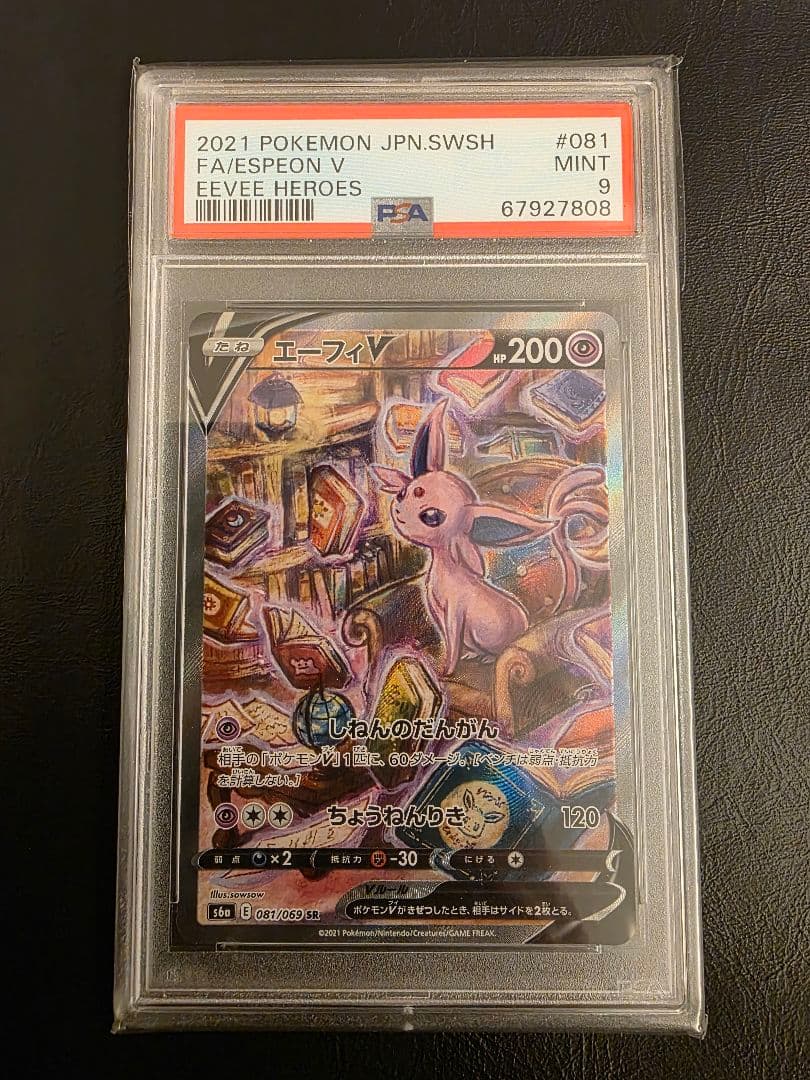 2021 POKEMON JPN.SWSH #081
FA/ESPEON V MINT
EEVEE HEROES 9
PSA 67927808
たね エーフィV HP 200
しねんのだんがん
相手の「ポケモンV」1匹に、60ダメージ。[ベンチは弱点・抵抗力
を計算しない。]
ちょうねんりき 120
弱点 ×2 抵抗力 -30 にげる
Vルール
Illus.sowsow
ポケモンVがきぜつしたとき、相手はサイドを2枚とる。
s6a E 081/069 SR
©2021 Pokémon/Nintendo/Creatures/GAME FREAK.